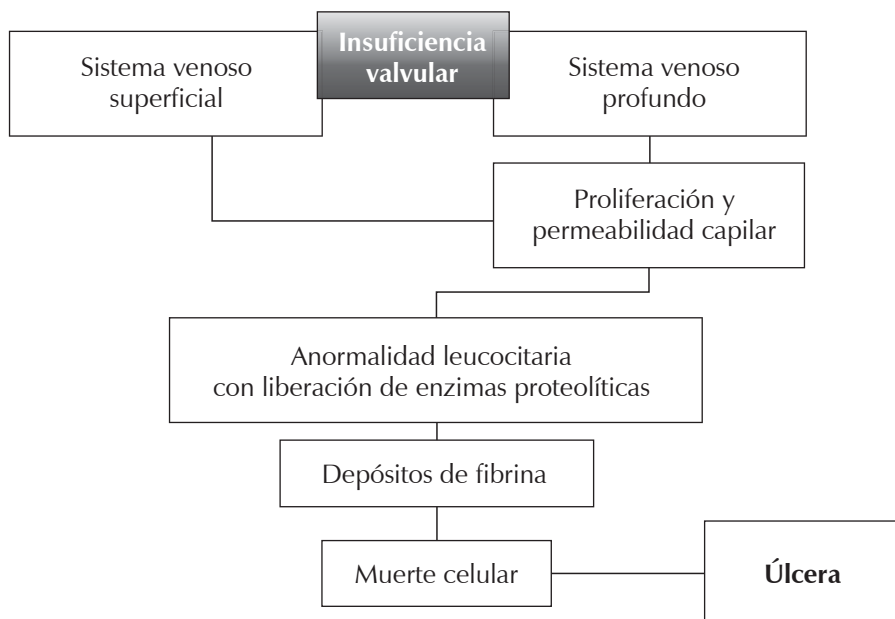 Insuficiencia
valvular
Sistema venoso
superficial
Sistema venoso
profundo
Proliferación y
permeabilidad capilar
Anormalidad leucocitaria
con liberación de enzimas proteolíticas
Depósitos de fibrina
Muerte celular
Úlcera